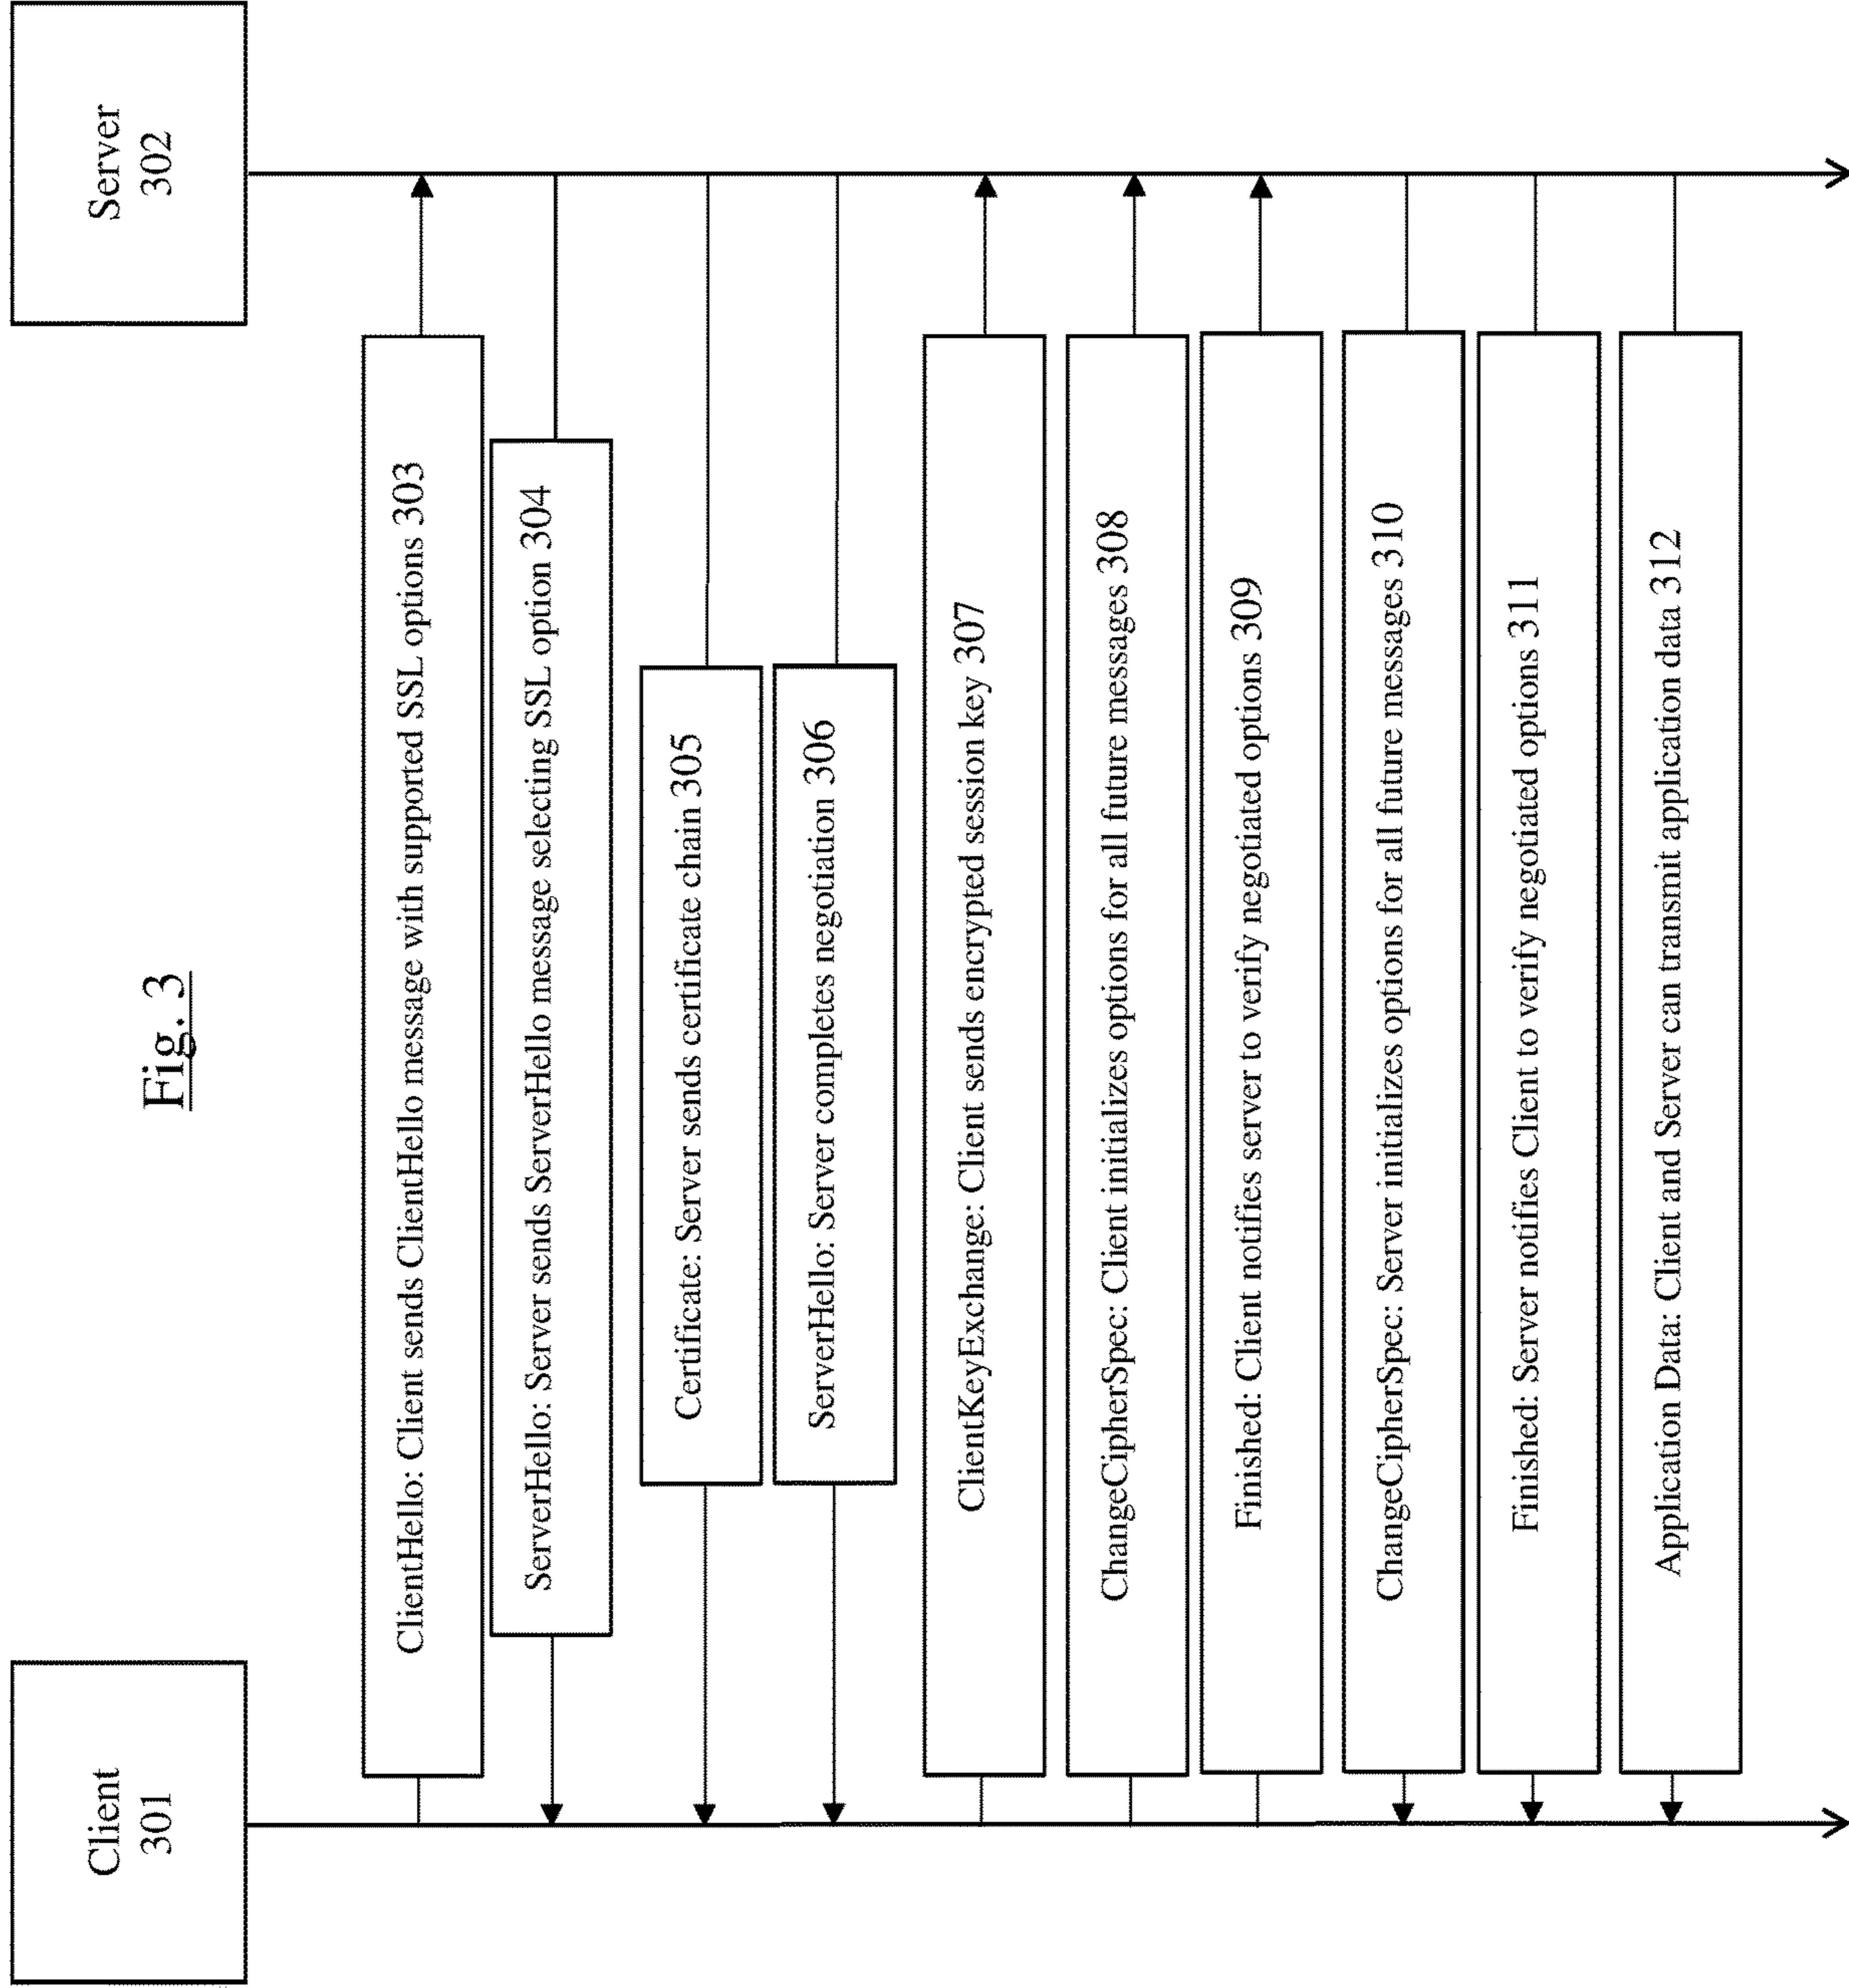 Fig. 3
Client
301
Server
302
ClientHello: Client sends ClientHello message with supported SSL options 303
ServerHello: Server sends ServerHello message selecting SSL option 304
Certificate: Server sends certificate chain 305
ServerHello: Server completes negotiation 306
ClientKeyExchange: Client sends encrypted session key 307
ChangeCipherSpec: Client initializes options for all future messages 308
Finished: Client notifies server to verify negotiated options 309
ChangeCipherSpec: Server initializes options for all future messages 310
Finished: Server notifies Client to verify negotiated options 311
Application Data: Client and Server can transmit application data 312